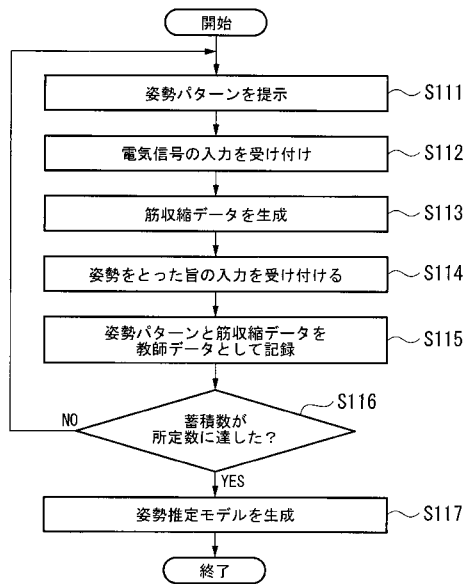 開始
姿勢パターンを提示
S111
電気信号の入力を受け付け
S112
筋収縮データを生成
S113
姿勢をとった旨の入力を受け付ける
S114
姿勢パターンと筋収縮データを
教師データとして記録
S115
蓄積数が
所定数に達した？
S116
NO
YES
姿勢推定モデルを生成
S117
終了